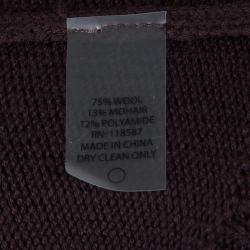 75% WOOL
13% MOHAIR
12% POLYAMIDE
RN: 118587
MADE IN CHINA
DRY CLEAN ONLY